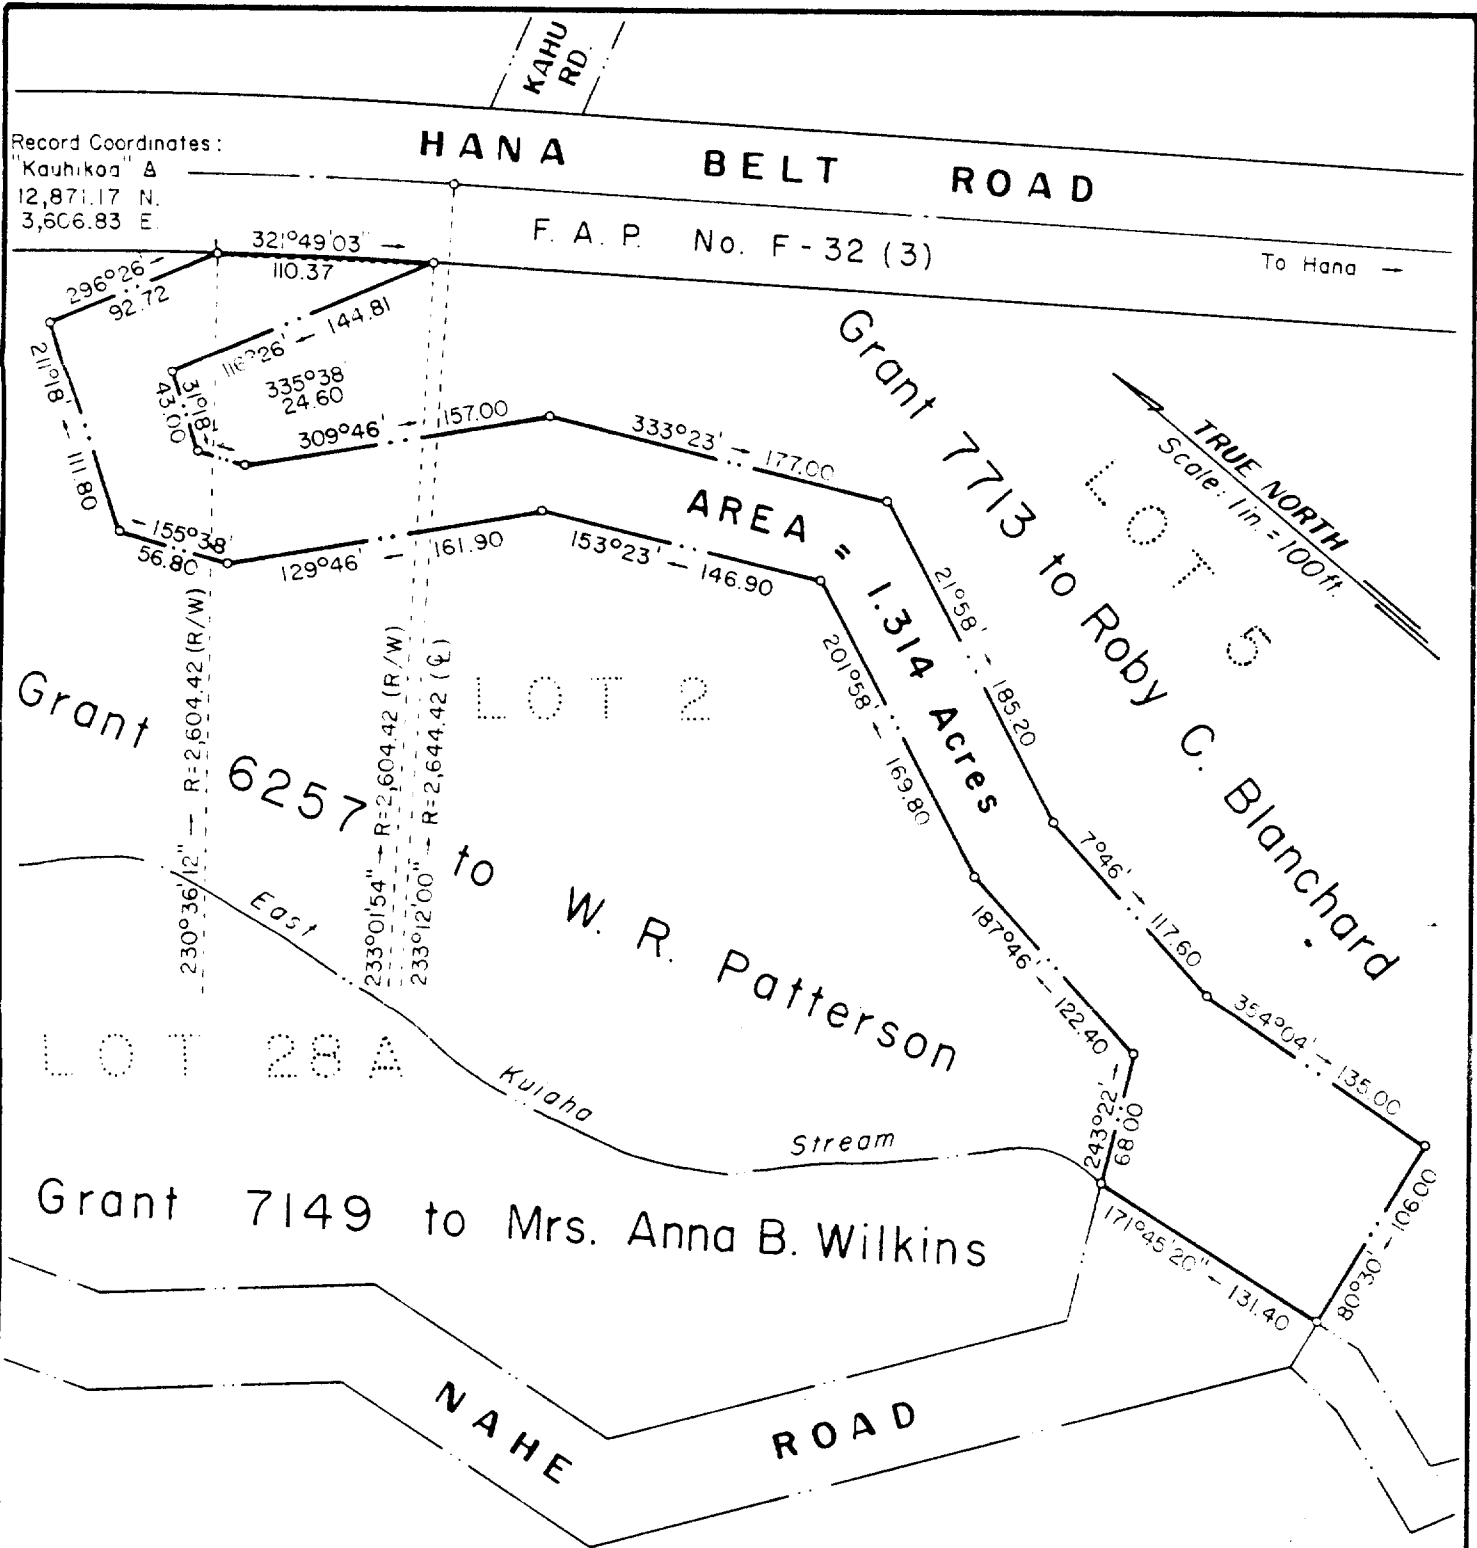 KAHU
RD.
HANA BELT ROAD
Record Coordinates:
"Kauhikoa" ∆
12,871.17 N.
3,606.83 E.
F. A. P. No. F-32 (3)
To Hana →
321°49'03" →
110.37
296°26' →
92.72
116°26' ← 144.81
211°18' ← 111.80
31°18'
43.00
335°38'
24.60
309°46' → 157.00
333°23' → 177.00
← 155°38'
56.80
129°46' ← 161.90
153°23' ← 146.90
AREA = 1.314 Acres
21°58' → 185.20
201°58' ← 169.80
7°46' → 117.60
187°46' ← 122.40
354°04' → 135.00
243°22' →
68.00
80°30' ← 106.00
171°45'20" ← 131.40
Grant 7713 to Roby C. Blanchard
LOT 5
TRUE NORTH
Scale: 1 in. = 100 ft.
230°36'12" — R=2,604.42 (R/W)
233°01'54" → R=2,604.42 (R/W)
233°12'00" → R=2,644.42 (℄)
LOT 2
Grant 6257 to W. R. Patterson
East Kuiaha Stream
LOT 28A
Grant 7149 to Mrs. Anna B. Wilkins
NAHE ROAD